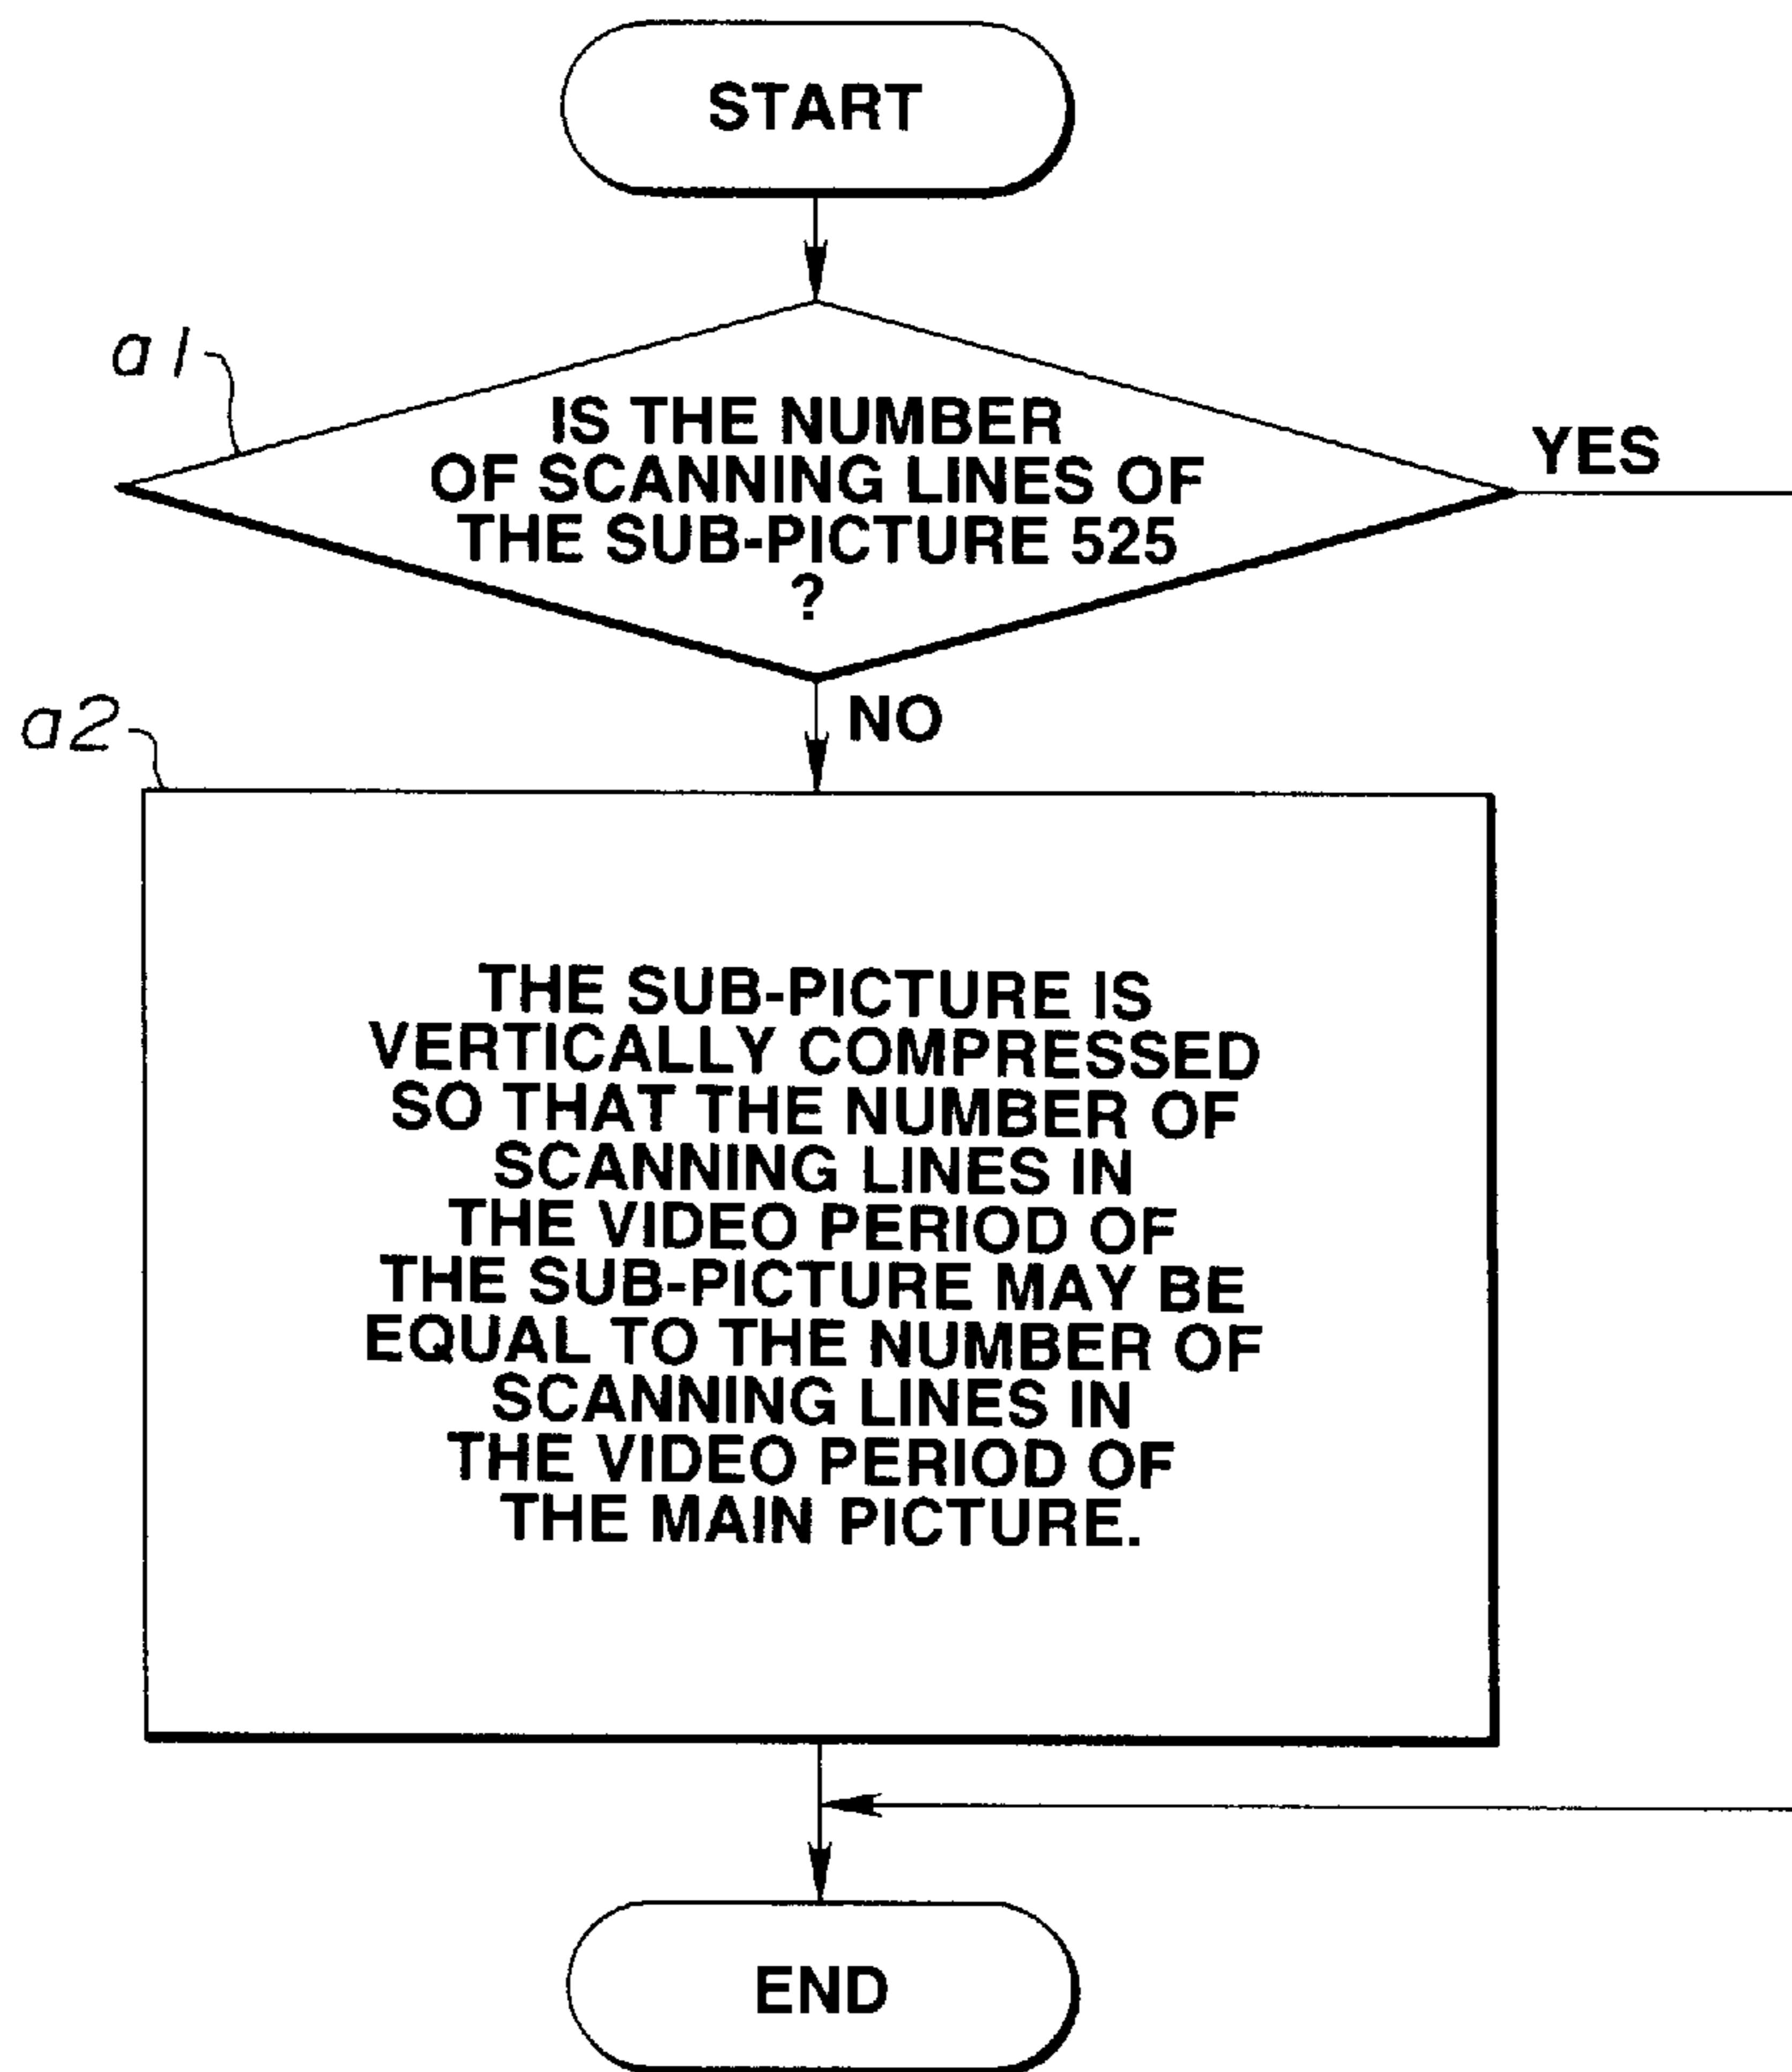 START
a1
IS THE NUMBER
OF SCANNING LINES OF
THE SUB-PICTURE 525
?
YES
NO
a2
THE SUB-PICTURE IS
VERTICALLY COMPRESSED
SO THAT THE NUMBER OF
SCANNING LINES IN
THE VIDEO PERIOD OF
THE SUB-PICTURE MAY BE
EQUAL TO THE NUMBER OF
SCANNING LINES IN
THE VIDEO PERIOD OF
THE MAIN PICTURE.
END